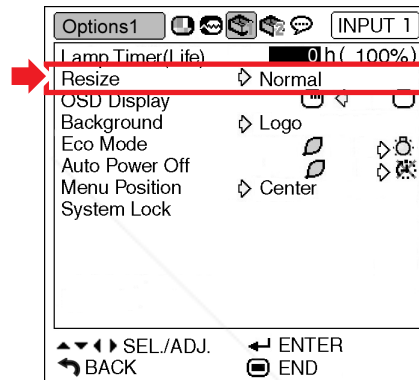 Options1 INPUT 1
Lamp Timer(Life) 0 h ( 100%)
Resize Normal
OSD Display
Background Logo
Eco Mode
Auto Power Off
Menu Position Center
System Lock
SEL./ADJ. ENTER
BACK END